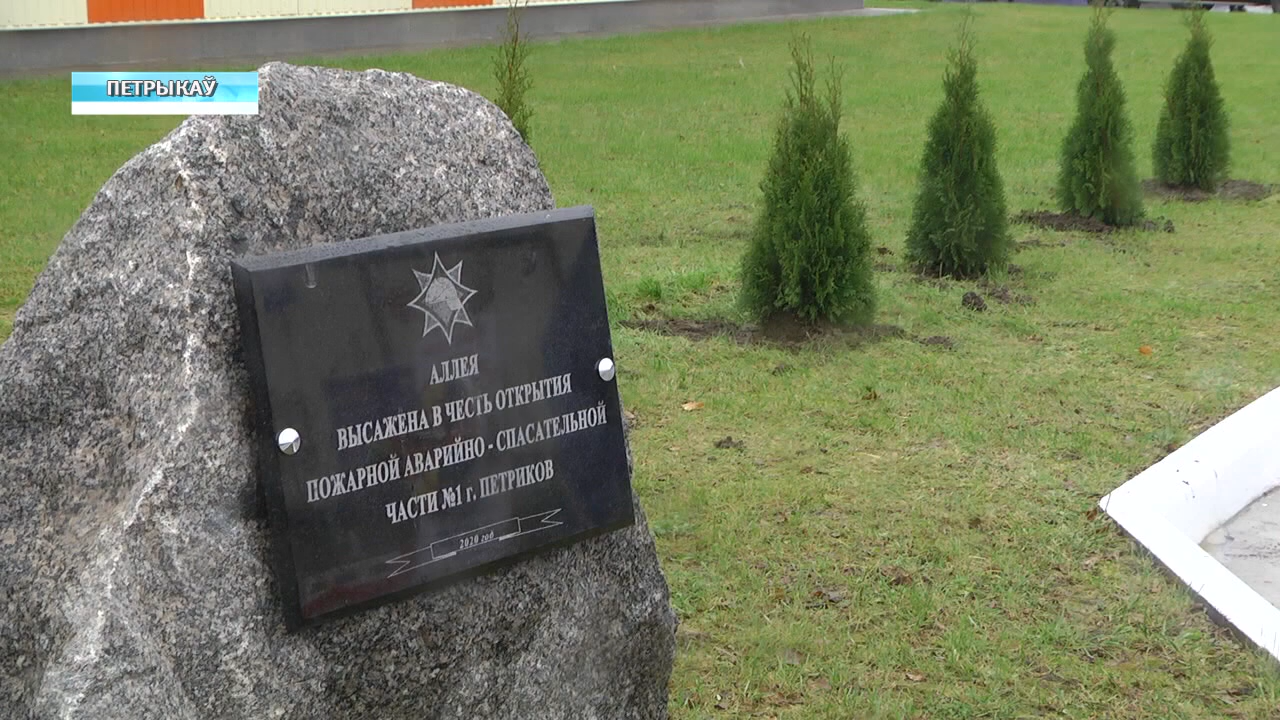 ПЕТРЫКАЎ
АЛЛЕЯ
ВЫСАЖЕНА В ЧЕСТЬ ОТКРЫТИЯ
ПОЖАРНОЙ АВАРИЙНО - СПАСАТЕЛЬНОЙ
ЧАСТИ №1 г. ПЕТРИКОВ
2020 год